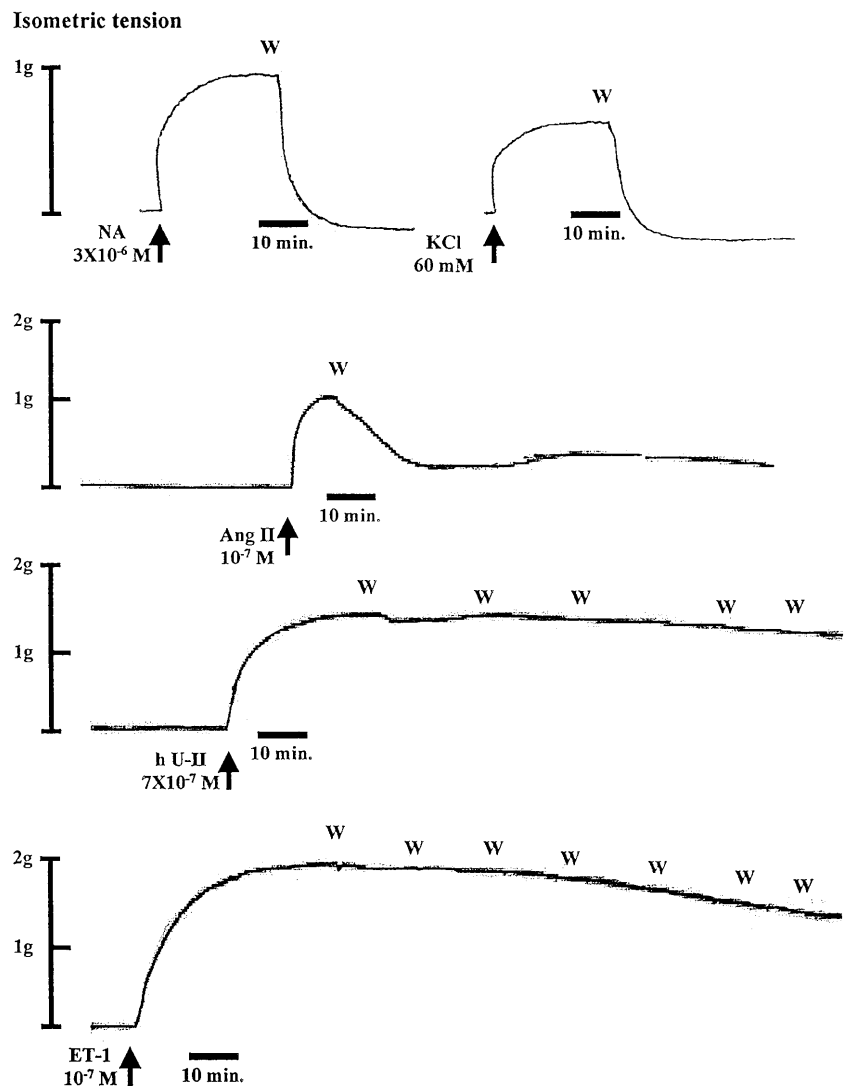 Isometric tension
W
1g
W
NA
3X10⁻⁶ M
10 min.
KCl
60 mM
10 min.
2g
W
1g
10 min.
Ang II
10⁻⁷ M
2g
W
W
W
W
W
1g
10 min.
h U-II
7X10⁻⁷ M
W
2g
W
W
W
W
W
W
1g
ET-1
10⁻⁷ M
10 min.